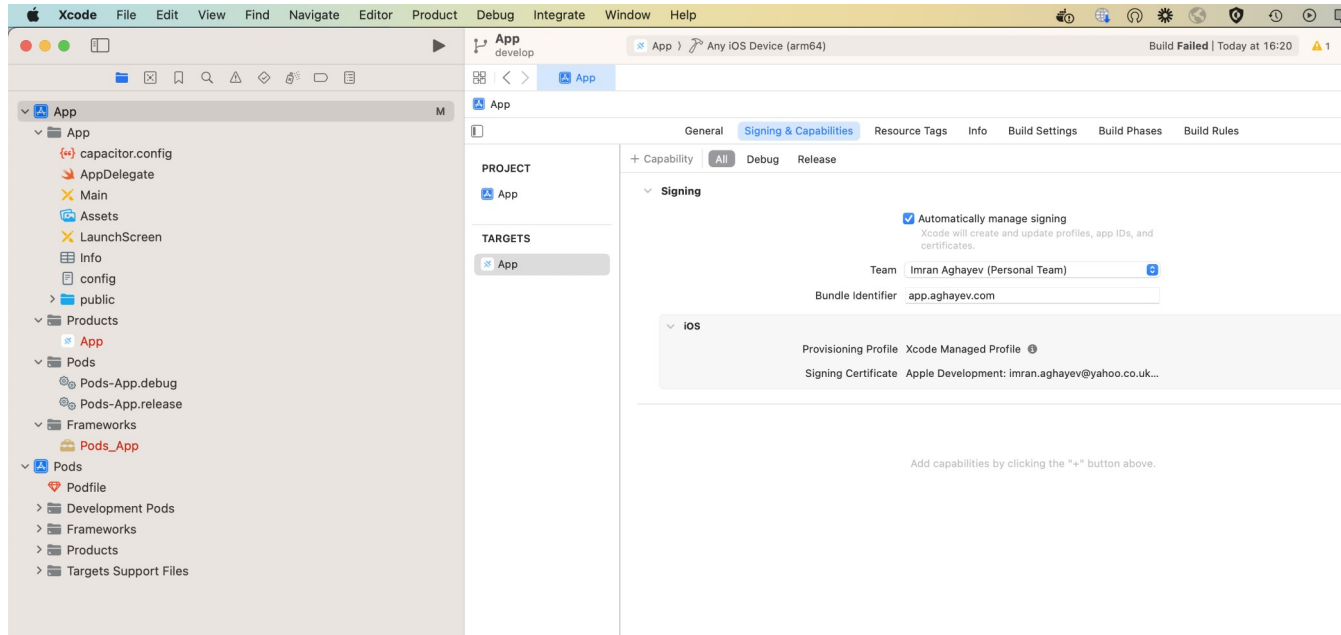 Xcode File Edit View Find Navigate Editor Product Debug Integrate Window Help
App
develop
App Any iOS Device (arm64)
Build Failed | Today at 16:20 1
App
App M
App
capacitor.config
AppDelegate
Main
Assets
LaunchScreen
Info
config
public
Products
App
Pods
Pods-App.debug
Pods-App.release
Frameworks
Pods_App
Pods
Podfile
Development Pods
Frameworks
Products
Targets Support Files
App
General Signing & Capabilities Resource Tags Info Build Settings Build Phases Build Rules
PROJECT
App
TARGETS
App
+ Capability All Debug Release
Signing
Automatically manage signing
Xcode will create and update profiles, app IDs, and
certificates.
Team Imran Aghayev (Personal Team)
Bundle Identifier app.aghayev.com
iOS
Provisioning Profile Xcode Managed Profile
Signing Certificate Apple Development: imran.aghayev@yahoo.co.uk...
Add capabilities by clicking the "+" button above.